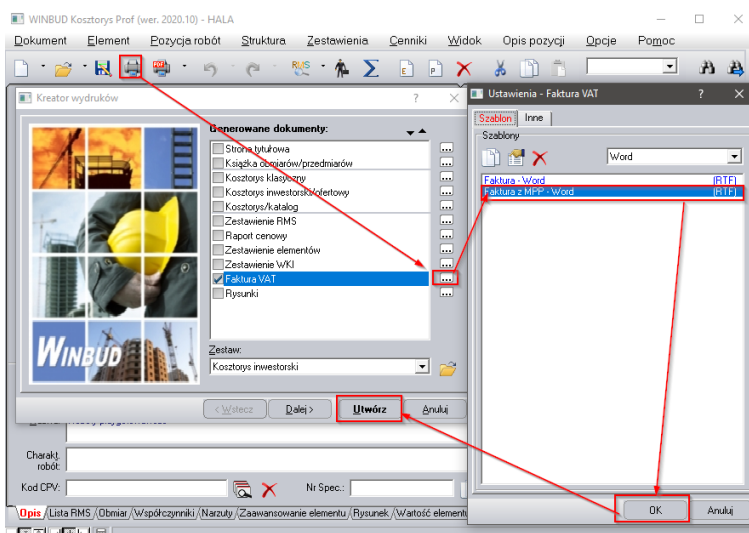 WINBUD Kosztorys Prof (wer. 2020.10) - HALA
Dokument Element Pozycja robót Struktura Zestawienia Cenniki Widok Opis pozycji Opcje Pomoc
Kreator wydruków ?
Generowane dokumenty:
Strona tytułowa
Książka obmiarów/przedmiarów
Kosztorys klasyczny
Kosztorys inwestorski/ofertowy
Kosztorys/katalog
Zestawienie RMS
Raport cenowy
Zestawienie elementów
Zestawienie WKI
Faktura VAT
Rysunki
WINBUD
Zestaw:
Kosztorys inwestorski
< Wstecz Dalej > Utwórz Anuluj
Ustawienia - Faktura VAT ?
Szablon Inne
Szablony
Word
Faktura - Word (RTF)
Faktura z MPP - Word (RTF)
OK Anuluj
Charakt.
robót:
Kod CPV: Nr Spec.:
Opis Lista RMS Obmiar Współczynniki Narzuty Zaawansowanie elementu Rysunek Wartość elementu